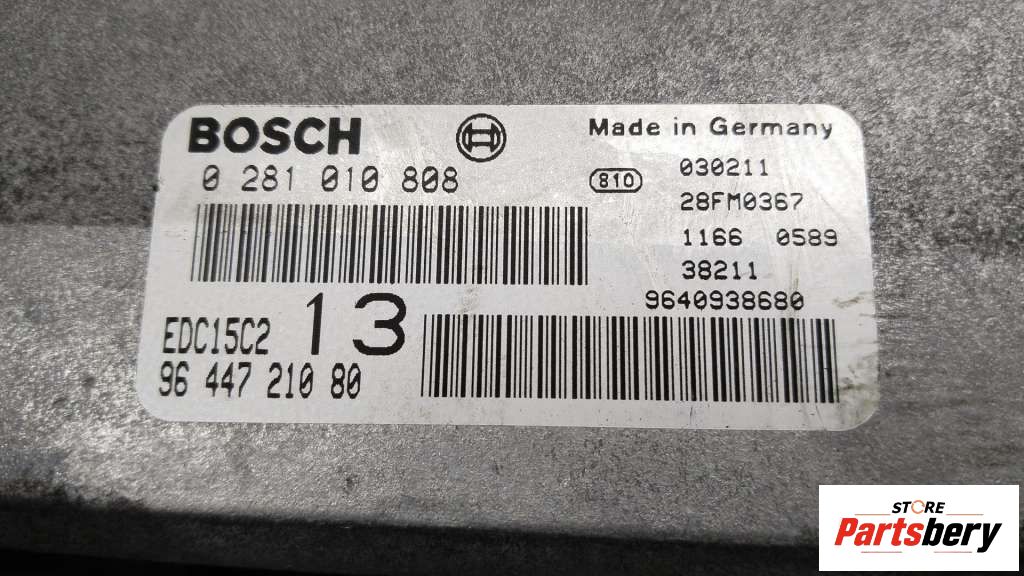 BOSCH
Made in Germany
0 281 010 808
810
030211
28FM0367
1166 0589
38211
9640938680
EDC15C2
13
96 447 210 80
STORE
Partsbery